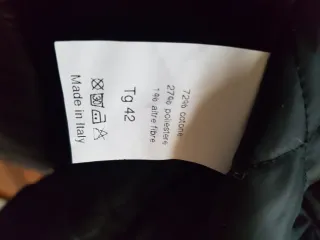 72% cotone
27% poliestere
1% altre fibre
Tg 42
Made in Italy